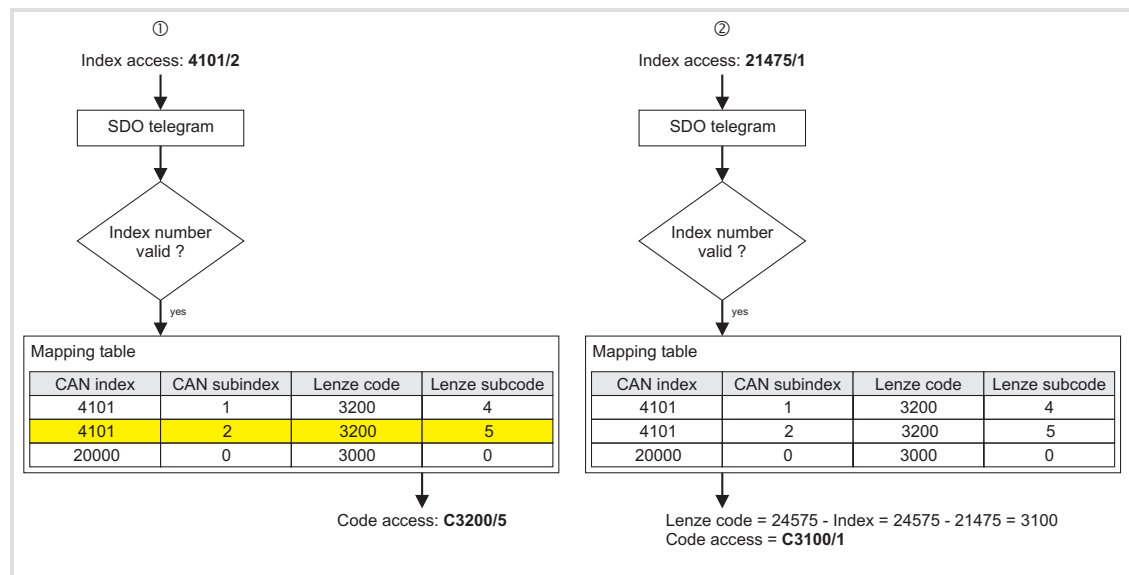 ①
Index access: 4101/2
SDO telegram
Index number
valid ?
yes
Mapping table
CAN index CAN subindex Lenze code Lenze subcode
4101 1 3200 4
4101 2 3200 5
20000 0 3000 0
Code access: C3200/5
②
Index access: 21475/1
SDO telegram
Index number
valid ?
yes
Mapping table
CAN index CAN subindex Lenze code Lenze subcode
4101 1 3200 4
4101 2 3200 5
20000 0 3000 0
Lenze code = 24575 - Index = 24575 - 21475 = 3100
Code access = C3100/1